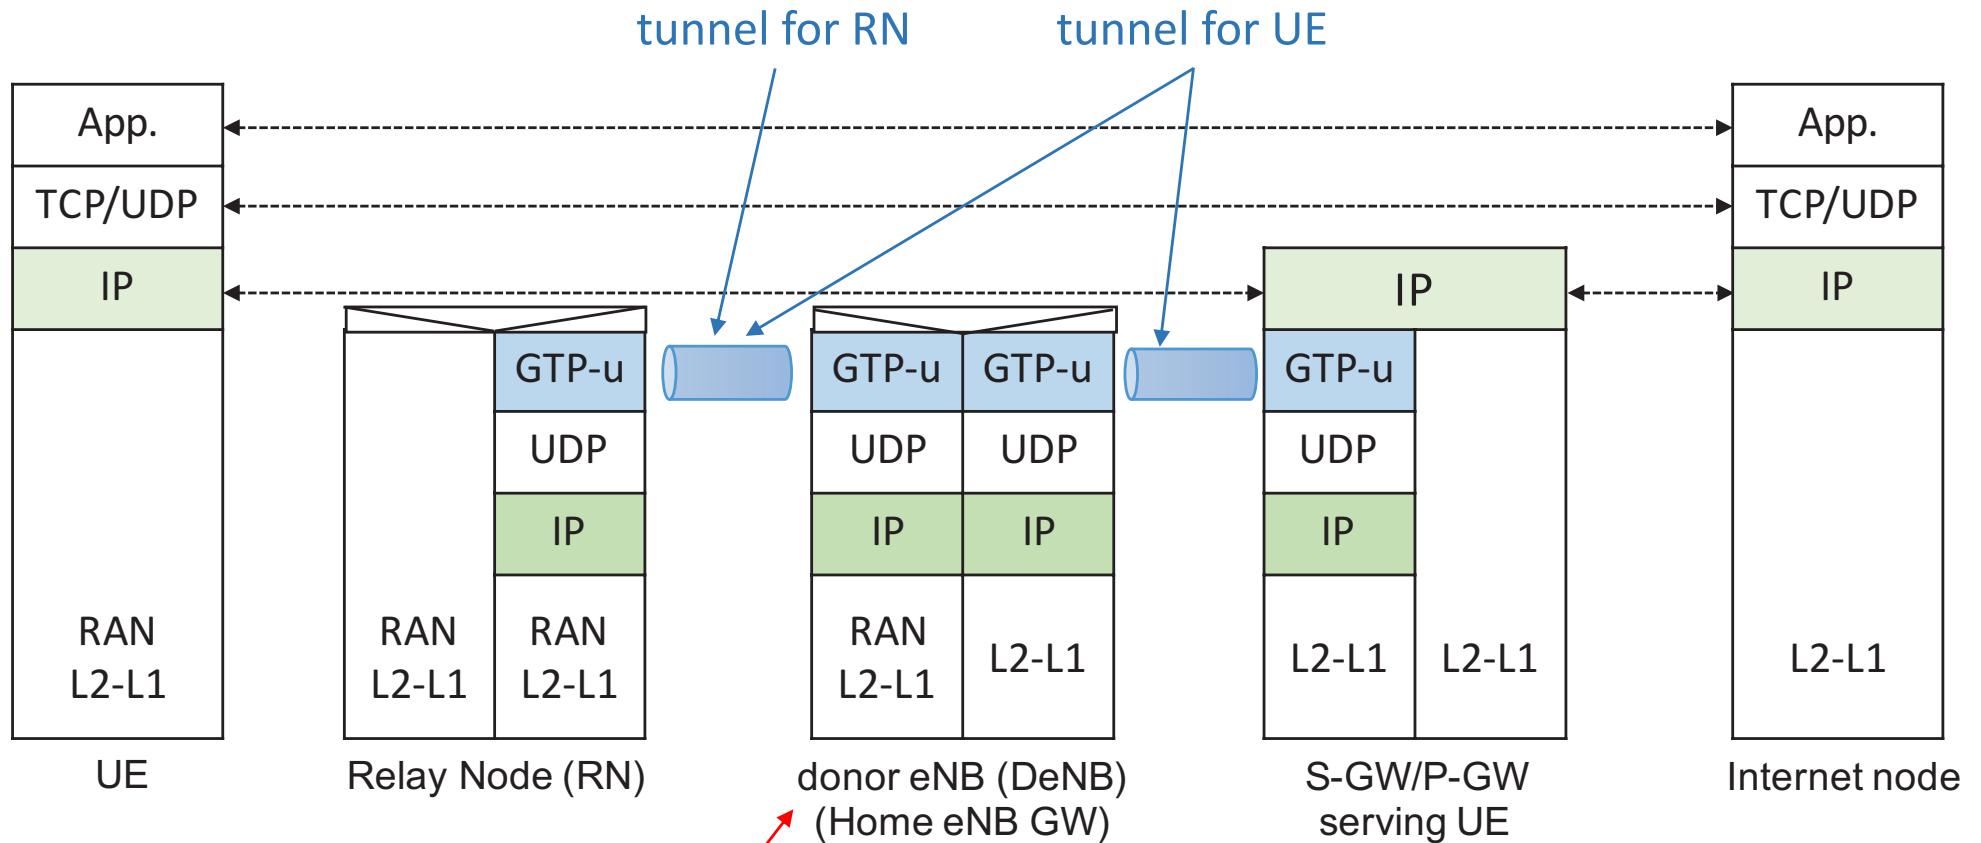 tunnel for RN
tunnel for UE
App.
App.
TCP/UDP
TCP/UDP
IP
IP
IP
GTP-u
GTP-u
GTP-u
GTP-u
UDP
UDP
UDP
UDP
IP
IP
IP
IP
RAN
L2-L1
RAN
L2-L1
RAN
L2-L1
RAN
L2-L1
L2-L1
L2-L1
L2-L1
L2-L1
UE
Relay Node (RN)
donor eNB (DeNB)
(Home eNB GW)
S-GW/P-GW
serving UE
Internet node